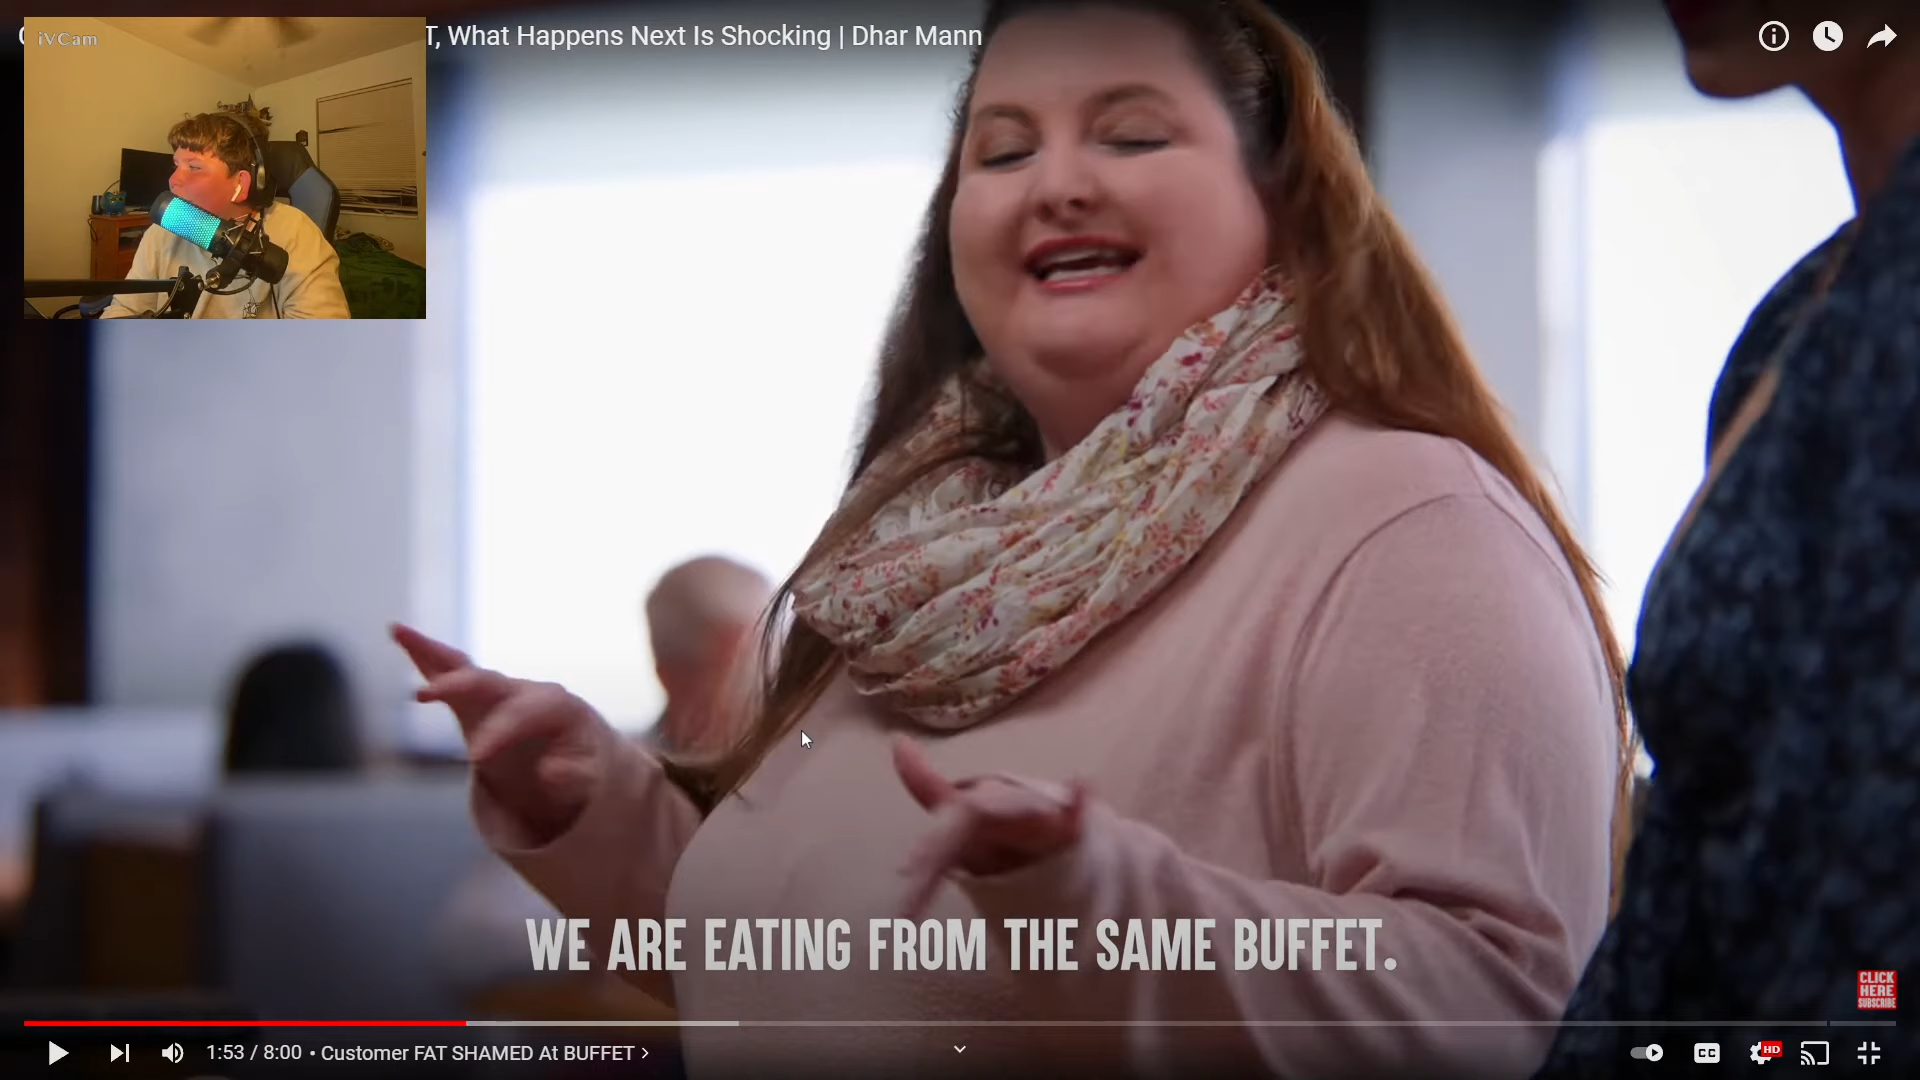 iVCam
T, What Happens Next Is Shocking | Dhar Mann
WE ARE EATING FROM THE SAME BUFFET.
CLICK
HERE
SUBSCRIBE
1:53 / 8:00 • Customer FAT SHAMED At BUFFET >
CC
HD